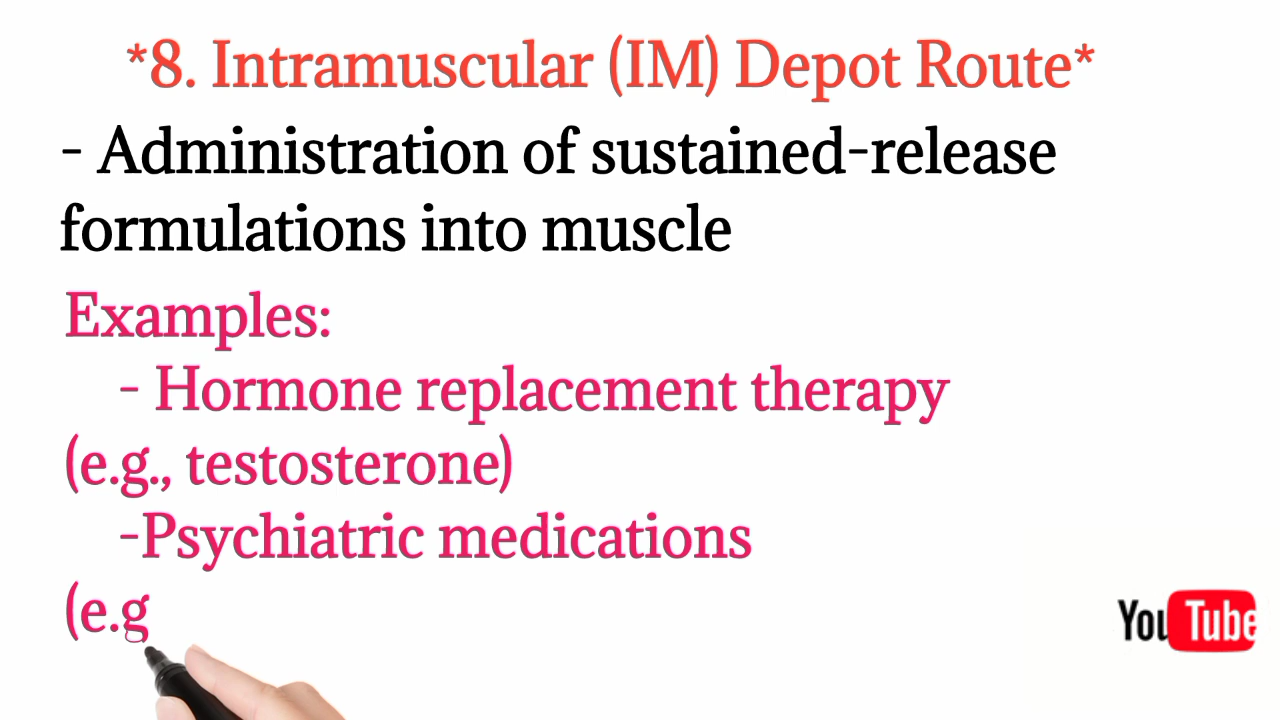 *8. Intramuscular (IM) Depot Route*
- Administration of sustained-release
formulations into muscle
Examples:
- Hormone replacement therapy
(e.g., testosterone)
-Psychiatric medications
(e.g
YouTube